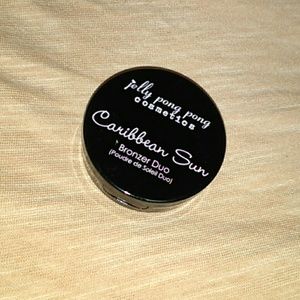 jelly pong pong
cosmetics
Caribbean Sun
Bronzer Duo
(Poudre de Soleil Duo)